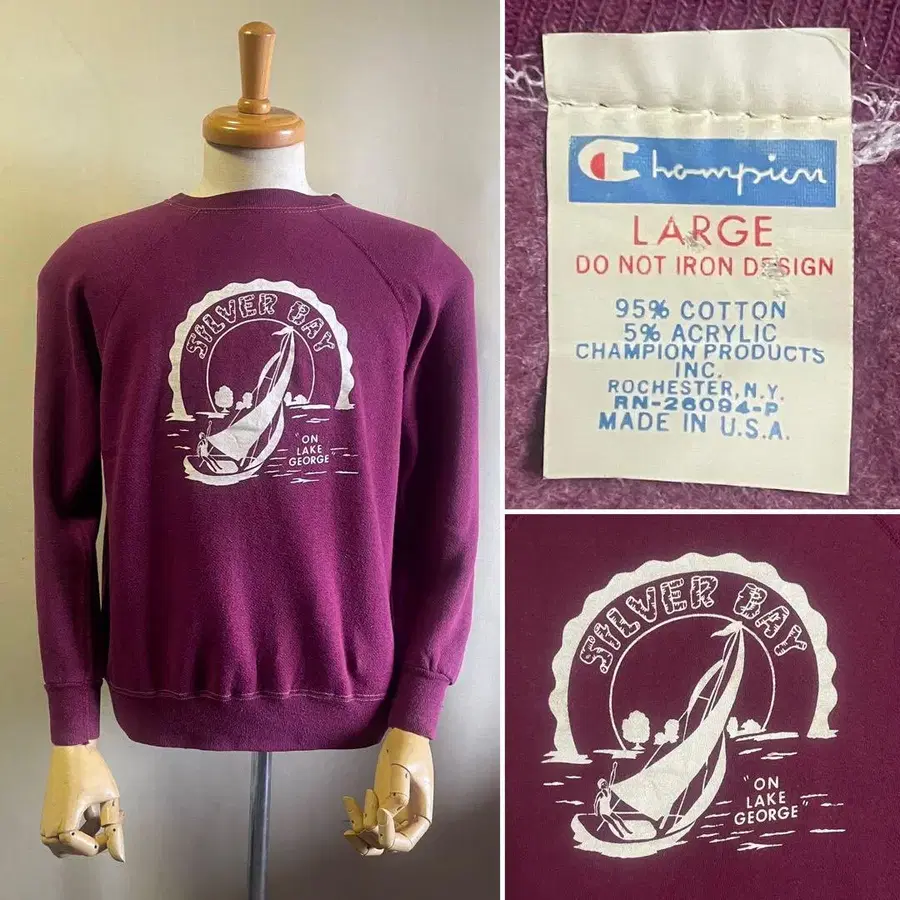 SILVER BAY
"ON
LAKE
GEORGE"
Champion
LARGE
DO NOT IRON DESIGN
95% COTTON
5% ACRYLIC
CHAMPION PRODUCTS
INC.
ROCHESTER, N.Y.
RN-26094-P
MADE IN U.S.A.
SILVER BAY
"ON
LAKE
GEORGE"